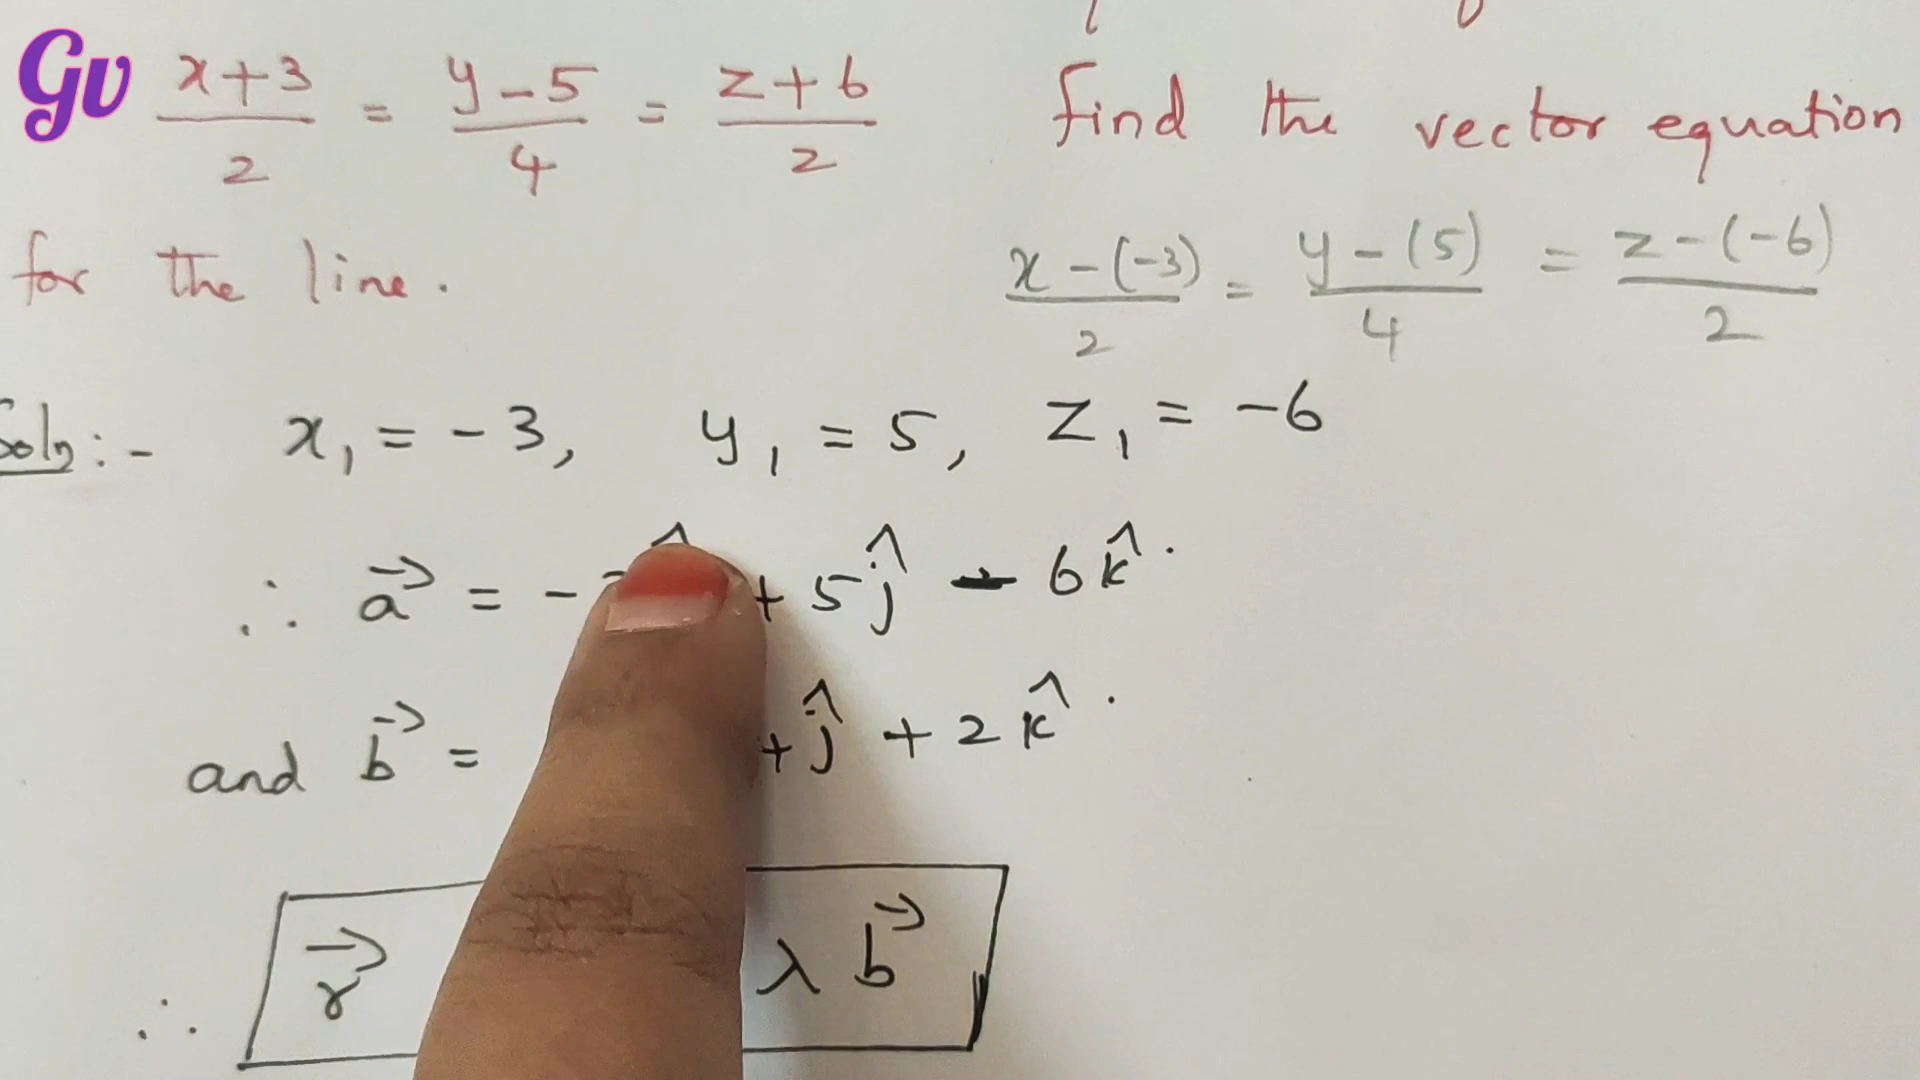 Gv
x+3/2 = y-5/4 = z+6/2 find the vector equation
for the line. x-(-3)/2 = y-(5)/4 = z-(-6)/2
Soln:- x₁ = -3, y₁ = 5, z₁ = -6
∴ a⃗ = - + 5ĵ - 6k̂.
and b⃗ = + ĵ + 2k̂.
∴ r⃗ λ b⃗